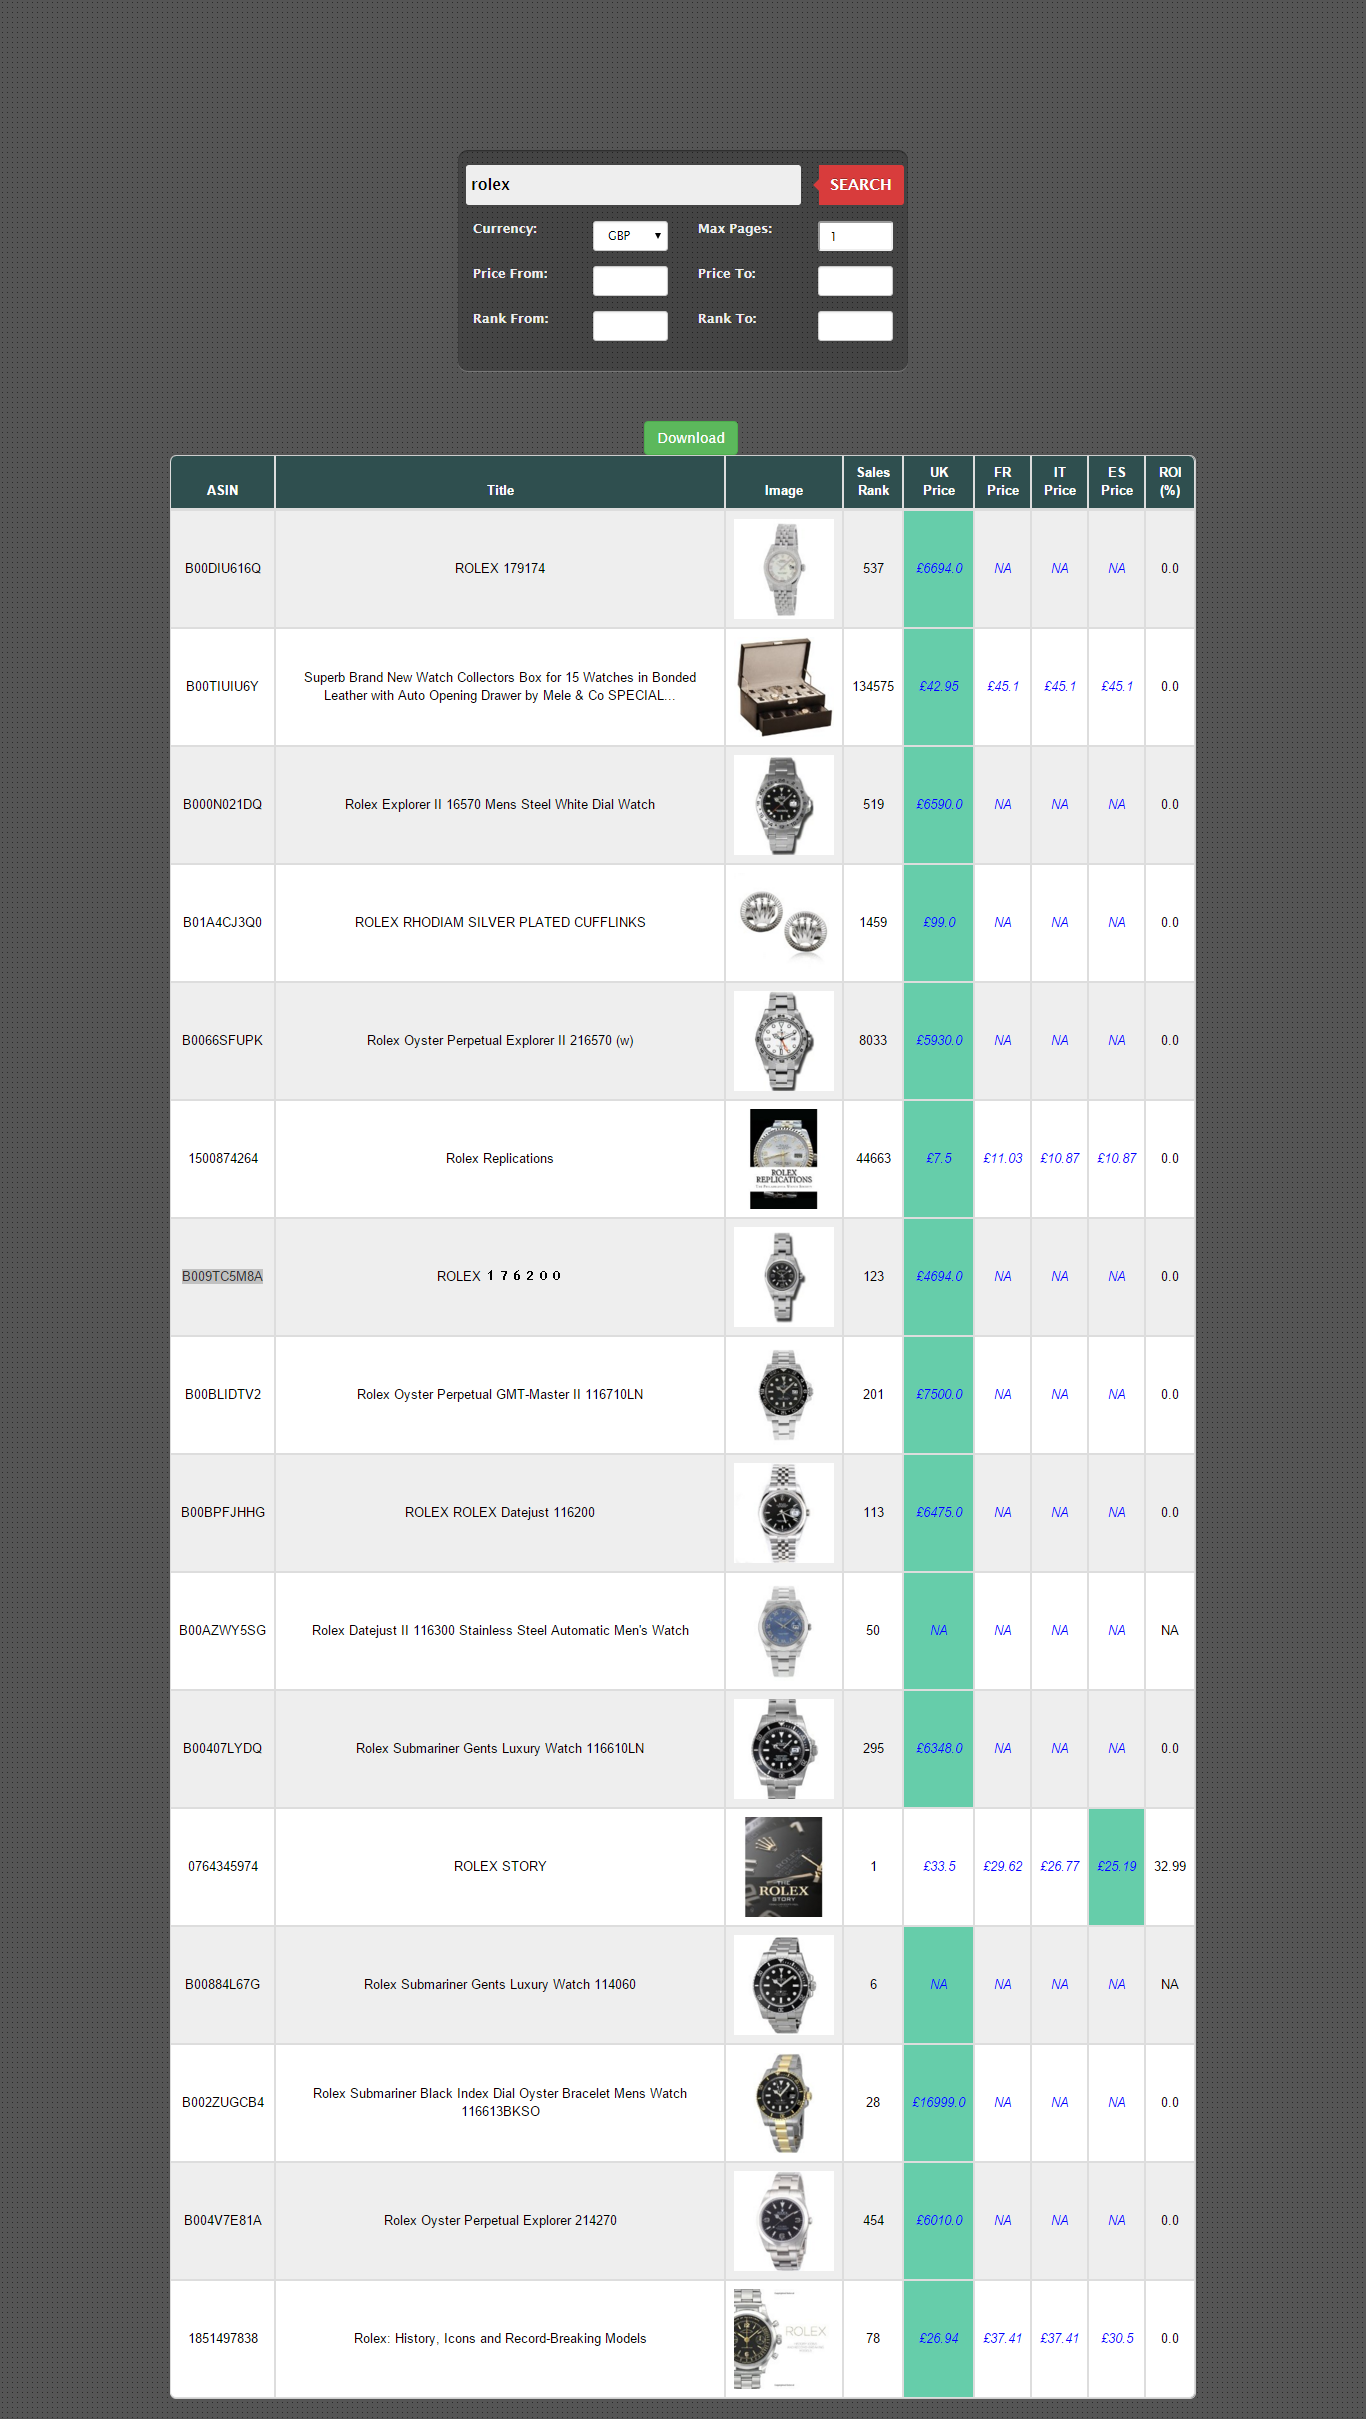 rolex
SEARCH
Currency: GBP Max Pages: 1
Price From: Price To:
Rank From: Rank To:
Download
ASIN Title Image Sales Rank UK Price FR Price IT Price ES Price ROI (%)
B00DIU616Q ROLEX 179174 537 £6694.0 NA NA NA 0.0
B00TIUIU6Y Superb Brand New Watch Collectors Box for 15 Watches in Bonded
Leather with Auto Opening Drawer by Mele & Co SPECIAL... 134575 £42.95 £45.1 £45.1 £45.1 0.0
B000N021DQ Rolex Explorer II 16570 Mens Steel White Dial Watch 519 £6590.0 NA NA NA 0.0
B01A4CJ3Q0 ROLEX RHODIAM SILVER PLATED CUFFLINKS 1459 £99.0 NA NA NA 0.0
B0066SFUPK Rolex Oyster Perpetual Explorer II 216570 (w) 8033 £5930.0 NA NA NA 0.0
1500874264 Rolex Replications ROLEX REPLICATIONS 44663 £7.5 £11.03 £10.87 £10.87 0.0
B009TC5M8A ROLEX １７６２００ 123 £4694.0 NA NA NA 0.0
B00BLIDTV2 Rolex Oyster Perpetual GMT-Master II 116710LN 201 £7500.0 NA NA NA 0.0
B00BPFJHHG ROLEX ROLEX Datejust 116200 113 £6475.0 NA NA NA 0.0
B00AZWY5SG Rolex Datejust II 116300 Stainless Steel Automatic Men's Watch 50 NA NA NA NA NA
B00407LYDQ Rolex Submariner Gents Luxury Watch 116610LN 295 £6348.0 NA NA NA 0.0
0764345974 ROLEX STORY THE ROLEX STORY 1 £33.5 £29.62 £26.77 £25.19 32.99
B00884L67G Rolex Submariner Gents Luxury Watch 114060 6 NA NA NA NA NA
B002ZUGCB4 Rolex Submariner Black Index Dial Oyster Bracelet Mens Watch
116613BKSO 28 £16999.0 NA NA NA 0.0
B004V7E81A Rolex Oyster Perpetual Explorer 214270 454 £6010.0 NA NA NA 0.0
1851497838 Rolex: History, Icons and Record-Breaking Models ROLEX 78 £26.94 £37.41 £37.41 £30.5 0.0